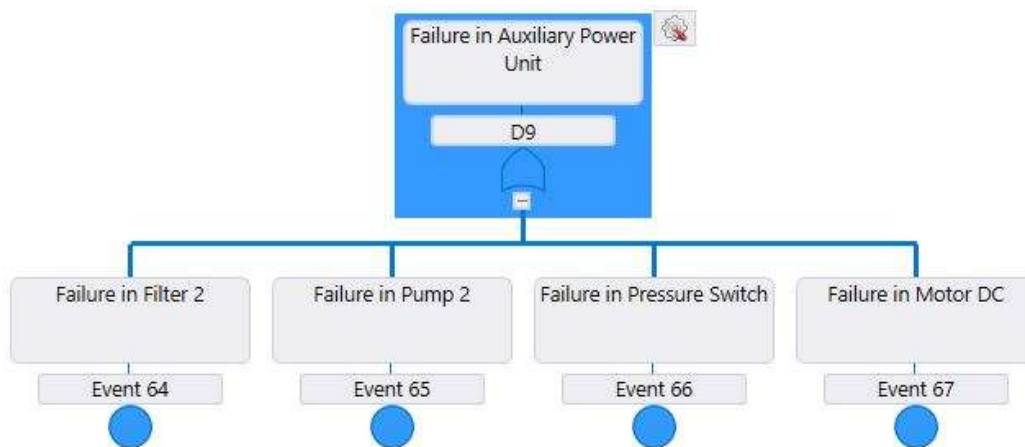 Failure in Auxiliary Power
Unit
D9
Failure in Filter 2
Failure in Pump 2
Failure in Pressure Switch
Failure in Motor DC
Event 64
Event 65
Event 66
Event 67